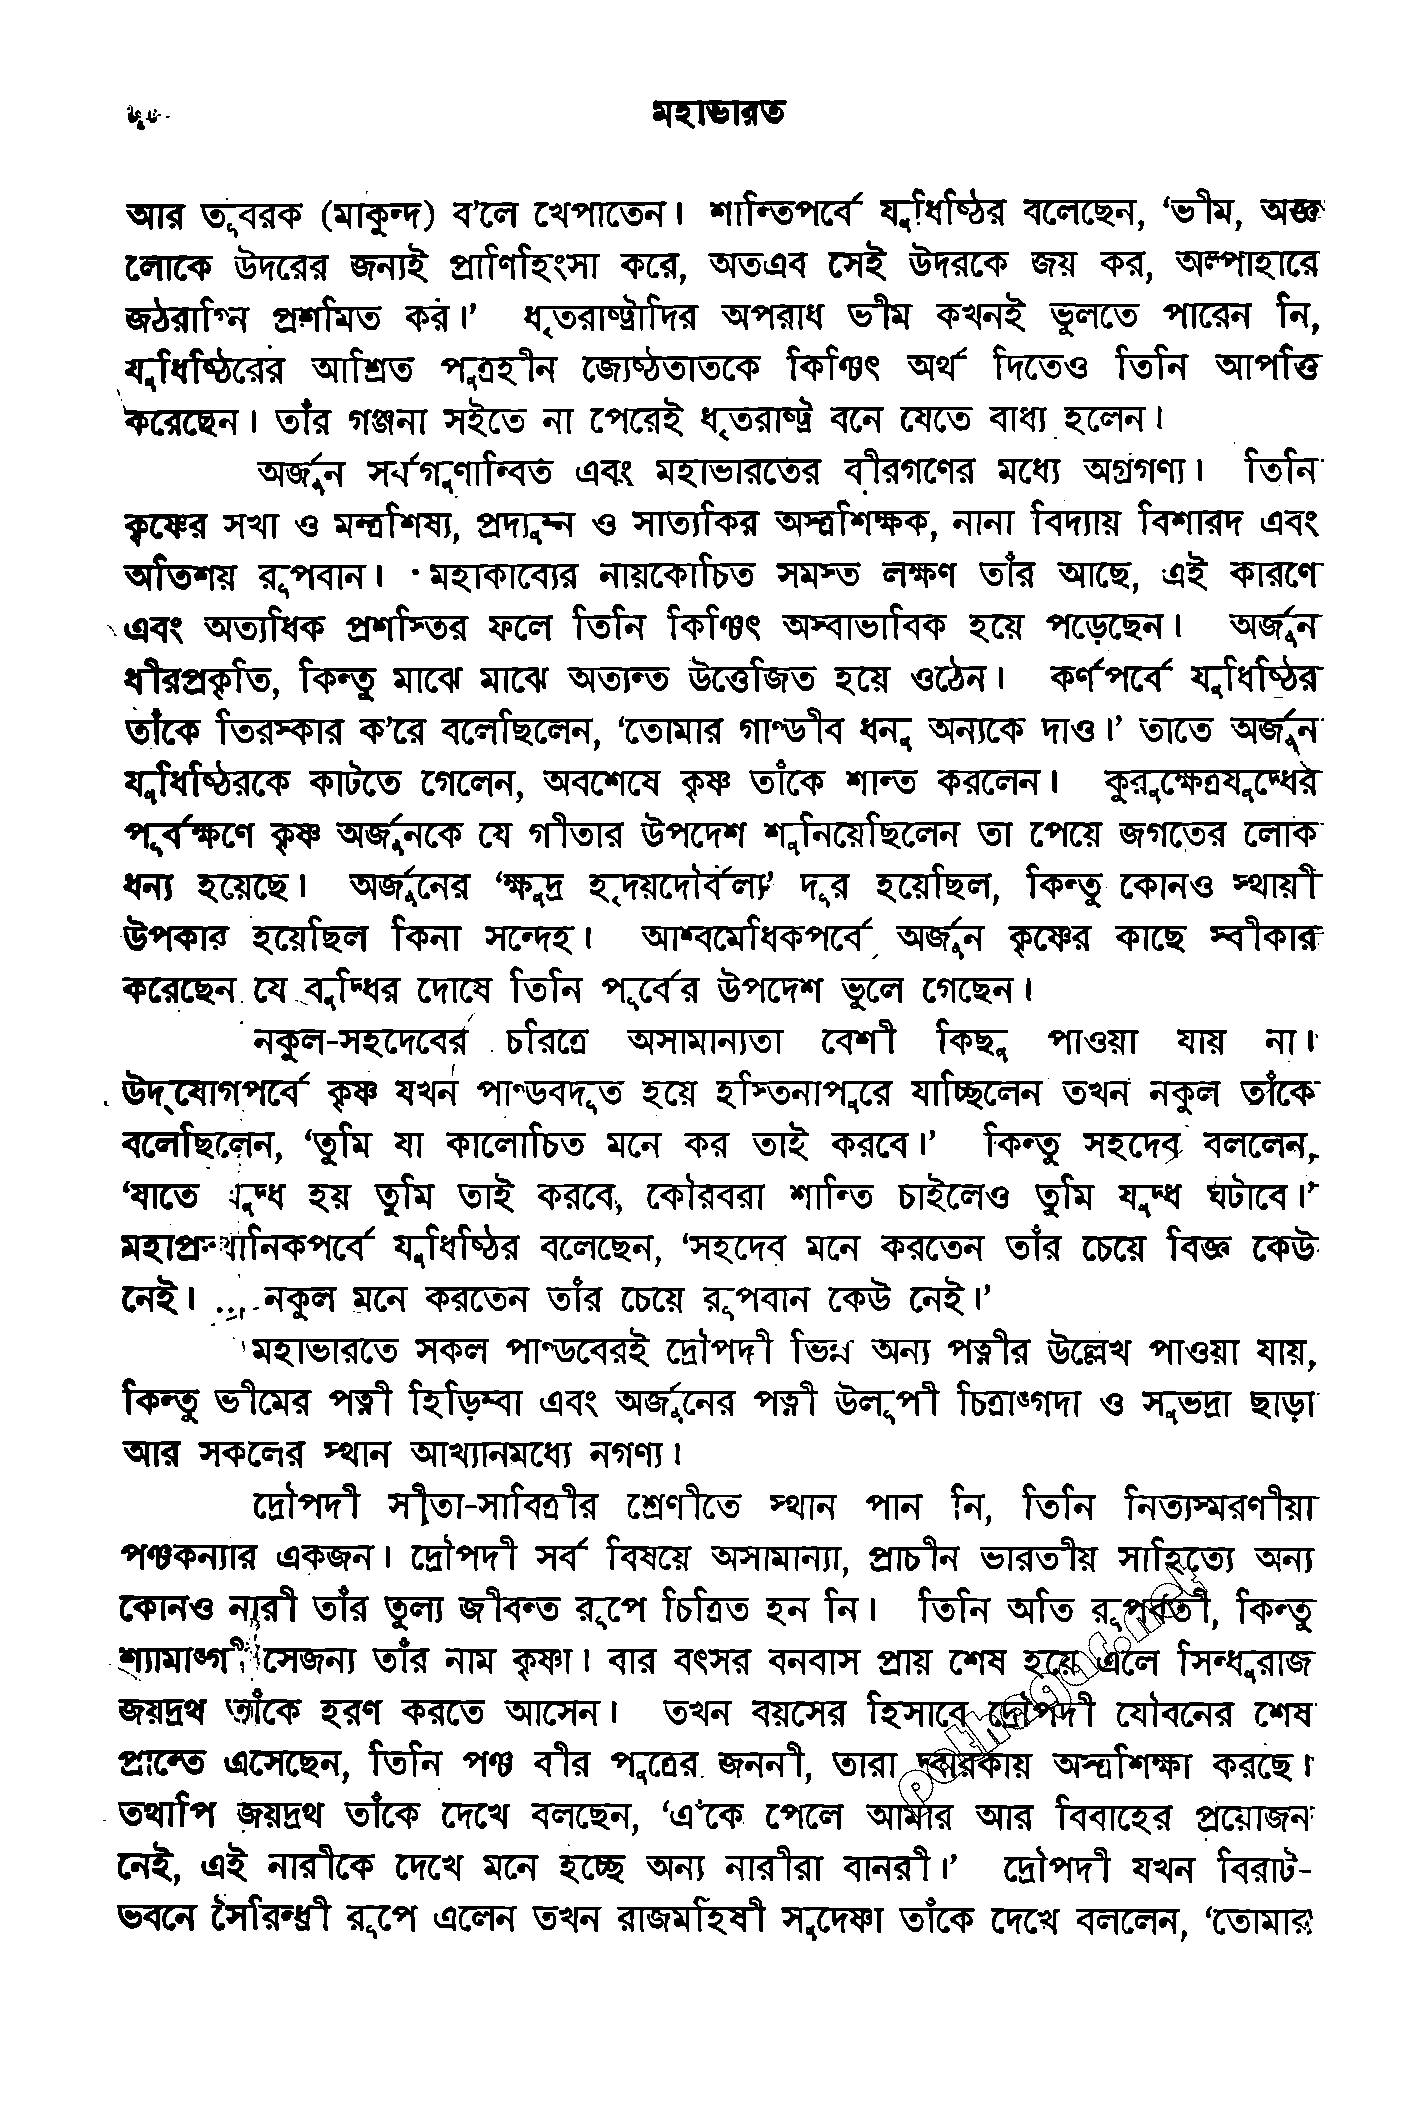 মহাভারত
আর তূবরক (মাকুন্দ) ব'লে খেপাতেন। শান্তিপর্বে যুধিষ্ঠির বলেছেন, ‘ভীম, অজ্ঞ
লোকে উদরের জন্যই প্রাণিহিংসা করে, অতএব সেই উদরকে জয় কর, অল্পাহারে
জঠরাগ্নি প্রশমিত কর।’ ধৃতরাষ্ট্রাদির অপরাধ ভীম কখনই ভুলতে পারেন নি,
যুধিষ্ঠিরের আশ্রিত পুত্রহীন জ্যেষ্ঠতাতকে কিঞ্চিৎ অর্থ দিতেও তিনি আপত্তি
করেছেন। তাঁর গঞ্জনা সইতে না পেরেই ধৃতরাষ্ট্র বনে যেতে বাধ্য হলেন।
অর্জুন সর্বগুণান্বিত এবং মহাভারতের বীরগণের মধ্যে অগ্রগণ্য। তিনি
কৃষ্ণের সখা ও মন্ত্রশিষ্য, প্রদ্যুম্ন ও সাত্যকির অস্ত্রশিক্ষক, নানা বিদ্যায় বিশারদ এবং
অতিশয় রূপবান। মহাকাব্যের নায়কোচিত সমস্ত লক্ষণ তাঁর আছে, এই কারণে
এবং অত্যধিক প্রশস্তির ফলে তিনি কিঞ্চিৎ অস্বাভাবিক হয়ে পড়েছেন। অর্জুন
ধীরপ্রকৃতি, কিন্তু মাঝে মাঝে অত্যন্ত উত্তেজিত হয়ে ওঠেন। কর্ণপর্বে যুধিষ্ঠির
তাঁকে তিরস্কার ক'রে বলেছিলেন, ‘তোমার গাণ্ডীব ধনু অন্যকে দাও।’ তাতে অর্জুন
যুধিষ্ঠিরকে কাটতে গেলেন, অবশেষে কৃষ্ণ তাঁকে শান্ত করলেন। কুরুক্ষেত্রযুদ্ধের
পূর্বক্ষণে কৃষ্ণ অর্জুনকে যে গীতার উপদেশ শুনিয়েছিলেন তা পেয়ে জগতের লোক
ধন্য হয়েছে। অর্জুনের ‘ক্ষুদ্র হৃদয়দৌর্বল্য’ দূর হয়েছিল, কিন্তু কোনও স্থায়ী
উপকার হয়েছিল কিনা সন্দেহ। আশ্বমেধিকপর্বে অর্জুন কৃষ্ণের কাছে স্বীকার
করেছেন যে বুদ্ধির দোষে তিনি পূর্বের উপদেশ ভুলে গেছেন।
নকুল-সহদেবের চরিত্রে অসামান্যতা বেশী কিছু পাওয়া যায় না।
উদ্‌যোগপর্বে কৃষ্ণ যখন পাণ্ডবদূত হয়ে হস্তিনাপুরে যাচ্ছিলেন তখন নকুল তাঁকে
বলেছিলেন, ‘তুমি যা কালোচিত মনে কর তাই করবে।’ কিন্তু সহদেব বললেন,
‘যাতে যুদ্ধ হয় তুমি তাই করবে, কৌরবরা শান্তি চাইলেও তুমি যুদ্ধ ঘটাবে।’
মহাপ্রস্থানিকপর্বে যুধিষ্ঠির বলেছেন, ‘সহদেব মনে করতেন তাঁর চেয়ে বিজ্ঞ কেউ
নেই। ... নকুল মনে করতেন তাঁর চেয়ে রূপবান কেউ নেই।’
মহাভারতে সকল পাণ্ডবেরই দ্রৌপদী ভিন্ন অন্য পত্নীর উল্লেখ পাওয়া যায়,
কিন্তু ভীমের পত্নী হিড়িম্বা এবং অর্জুনের পত্নী উলূপী চিত্রাঙ্গদা ও সুভদ্রা ছাড়া
আর সকলের স্থান আখ্যানমধ্যে নগণ্য।
দ্রৌপদী সীতা-সাবিত্রীর শ্রেণীতে স্থান পান নি, তিনি নিত্যস্মরণীয়া
পঞ্চকন্যার একজন। দ্রৌপদী সর্ব বিষয়ে অসামান্যা, প্রাচীন ভারতীয় সাহিত্যে অন্য
কোনও নারী তাঁর তুল্য জীবন্ত রূপে চিত্রিত হন নি। তিনি অতি রূপবতী, কিন্তু
শ্যামাঙ্গী সেজন্য তাঁর নাম কৃষ্ণা। বার বৎসর বনবাস প্রায় শেষ হয়ে এলে সিন্ধুরাজ
জয়দ্রথ তাঁকে হরণ করতে আসেন। তখন বয়সের হিসাবে দ্রৌপদী যৌবনের শেষ
প্রান্তে এসেছেন, তিনি পঞ্চ বীর পুত্রের জননী, তারা দ্বারকায় অস্ত্রশিক্ষা করছে।
তথাপি জয়দ্রথ তাঁকে দেখে বলছেন, ‘এঁকে পেলে আমার আর বিবাহের প্রয়োজন
নেই, এই নারীকে দেখে মনে হচ্ছে অন্য নারীরা বানরী।’ দ্রৌপদী যখন বিরাট-
ভবনে সৈরিন্ধ্রী রূপে এলেন তখন রাজমহিষী সুদেষ্ণা তাঁকে দেখে বললেন, ‘তোমার